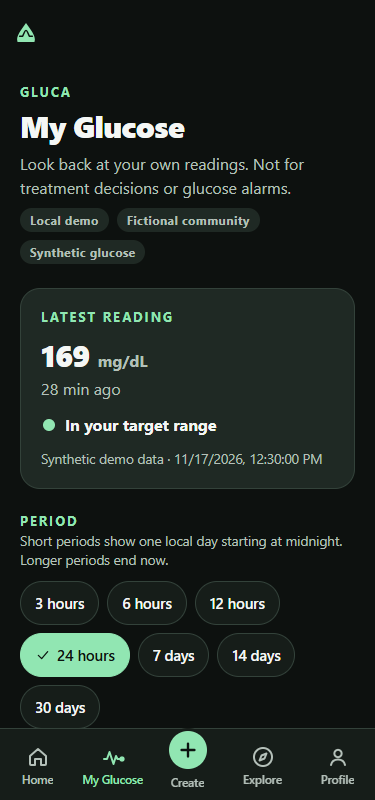 GLUCA
My Glucose
Look back at your own readings. Not for
treatment decisions or glucose alarms.
Local demo
Fictional community
Synthetic glucose
LATEST READING
169 mg/dL
28 min ago
In your target range
Synthetic demo data · 11/17/2026, 12:30:00 PM
PERIOD
Short periods show one local day starting at midnight.
Longer periods end now.
3 hours
6 hours
12 hours
24 hours
7 days
14 days
30 days
Home
My Glucose
Create
Explore
Profile